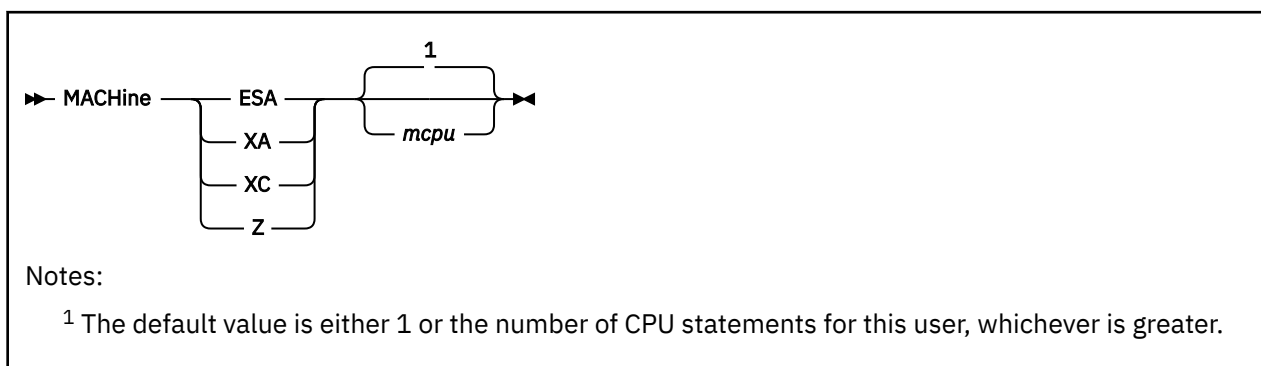 1
MACHine ESA
XA mcpu
XC
Z
Notes:
1 The default value is either 1 or the number of CPU statements for this user, whichever is greater.